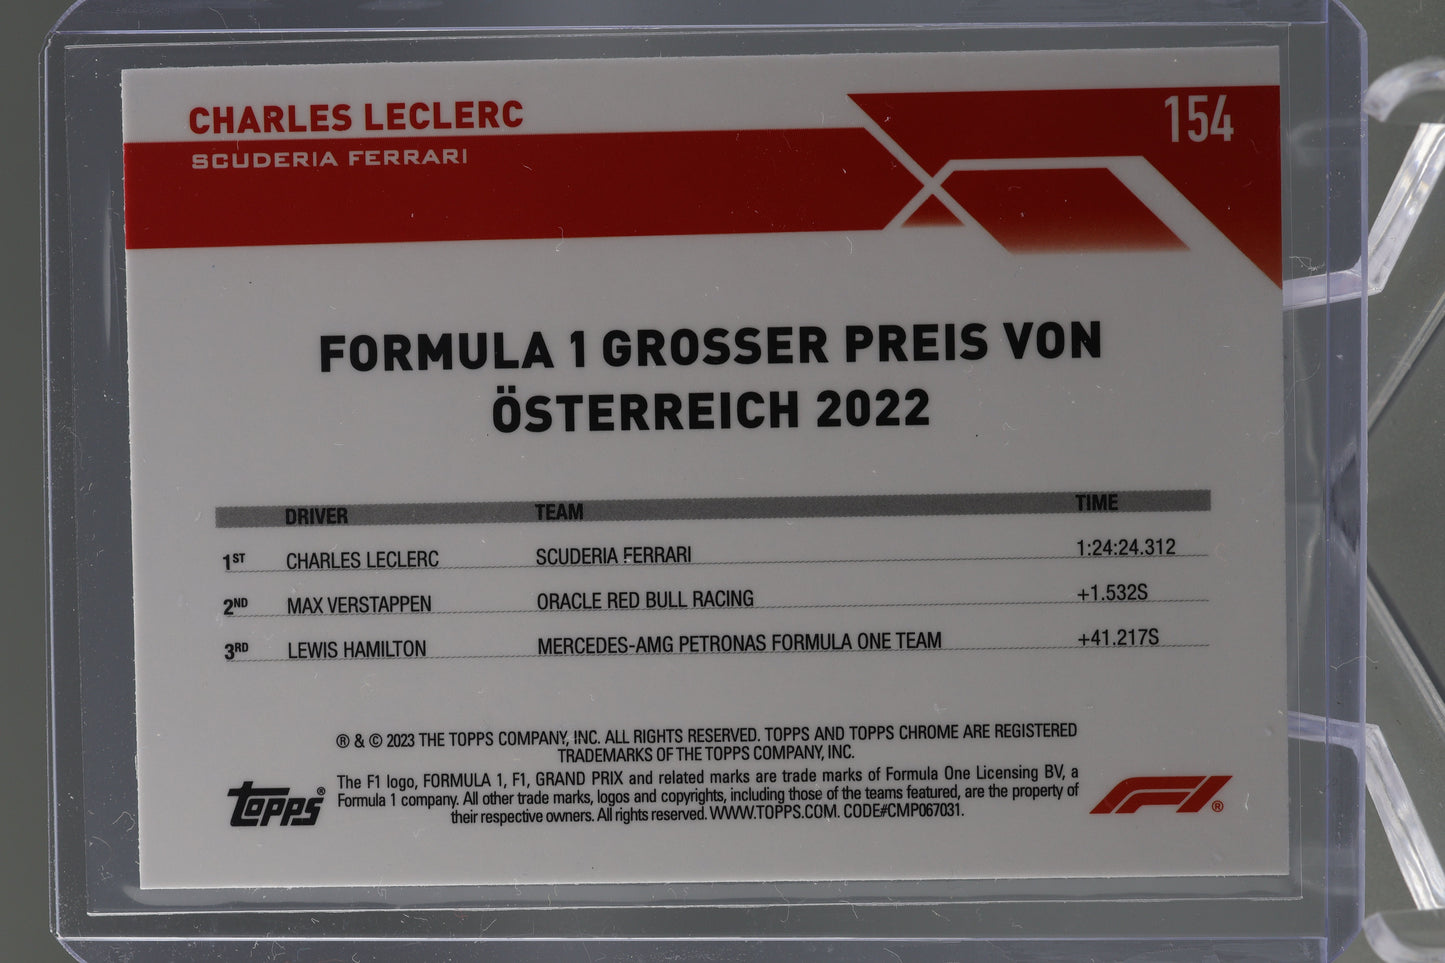 CHARLES LECLERC
SCUDERIA FERRARI
154
FORMULA 1 GROSSER PREIS VON
ÖSTERREICH 2022
DRIVER TEAM TIME
1ST CHARLES LECLERC SCUDERIA FERRARI 1:24:24.312
2ND MAX VERSTAPPEN ORACLE RED BULL RACING +1.532S
3RD LEWIS HAMILTON MERCEDES-AMG PETRONAS FORMULA ONE TEAM +41.217S
® & © 2023 THE TOPPS COMPANY, INC. ALL RIGHTS RESERVED. TOPPS AND TOPPS CHROME ARE REGISTERED
TRADEMARKS OF THE TOPPS COMPANY, INC.
The F1 logo, FORMULA 1, F1, GRAND PRIX and related marks are trade marks of Formula One Licensing BV, a
Formula 1 company. All other trade marks, logos and copyrights, including those of the teams featured, are the property of
their respective owners. All rights reserved. WWW.TOPPS.COM. CODE#CMP067031.
topps®
F1®